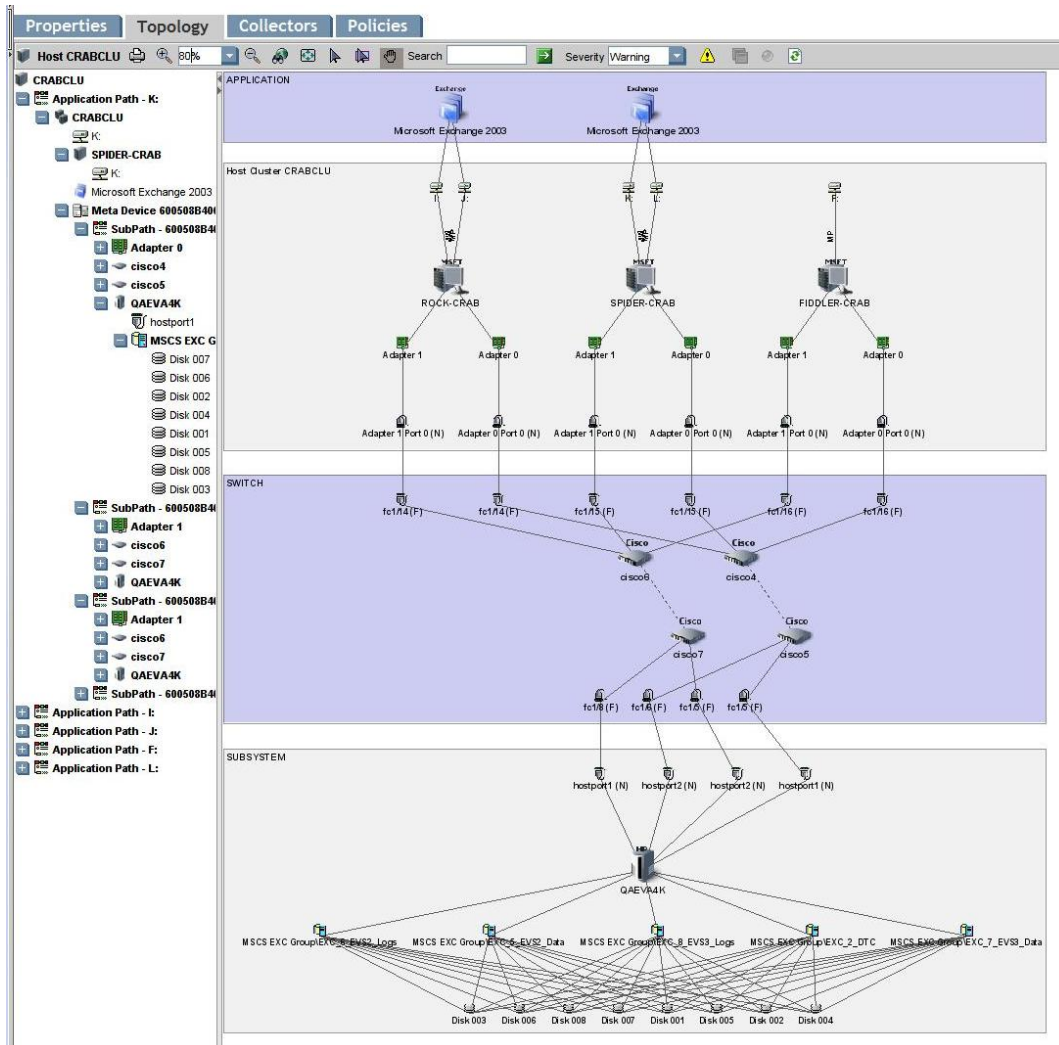 Properties Topology Collectors Policies
Host CRABCLU 80% Search Severity Warning
CRABCLU
Application Path - K:
CRABCLU
K:
SPIDER-CRAB
K:
Microsoft Exchange 2003
Meta Device 600508B40
SubPath - 600508B4
Adapter 0
cisco4
cisco5
QAEVA4K
hostport1
MSCS EXC G
Disk 007
Disk 006
Disk 002
Disk 004
Disk 001
Disk 005
Disk 008
Disk 003
SubPath - 600508B4
Adapter 1
cisco6
cisco7
QAEVA4K
SubPath - 600508B4
Adapter 1
cisco6
cisco7
QAEVA4K
SubPath - 600508B4
Application Path - I:
Application Path - J:
Application Path - F:
Application Path - L:
APPLICATION
Exchange Exchange
Microsoft Exchange 2003 Microsoft Exchange 2003
Host Cluster CRABCLU
I: J: K: L: F:
MP
MSFT MSFT MSFT
ROCK-CRAB SPIDER-CRAB FIDDLER-CRAB
Adapter 1 Adapter 0 Adapter 1 Adapter 0 Adapter 1 Adapter 0
Adapter 1 Port 0 (N) Adapter 0 Port 0 (N) Adapter 1 Port 0 (N) Adapter 0 Port 0 (N) Adapter 1 Port 0 (N) Adapter 0 Port 0 (N)
SWITCH
fc1/14 (F) fc1/14 (F) fc1/15 (F) fc1/15 (F) fc1/16 (F) fc1/16 (F)
Cisco Cisco
cisco6 cisco4
Cisco Cisco
cisco7 cisco5
fc1/8 (F) fc1/6 (F) fc1/5 (F) fc1/5 (F)
SUBSYSTEM
hostport1 (N) hostport2 (N) hostport2 (N) hostport1 (N)
QAEVA4K
MSCS EXC Group\EXC_6_EVS2_Logs MSCS EXC Group\EXC_5_EVS2_Data MSCS EXC Group\EXC_8_EVS3_Logs MSCS EXC Group\EXC_2_DTC MSCS EXC Group\EXC_7_EVS3_Data
Disk 003 Disk 006 Disk 008 Disk 007 Disk 001 Disk 005 Disk 002 Disk 004